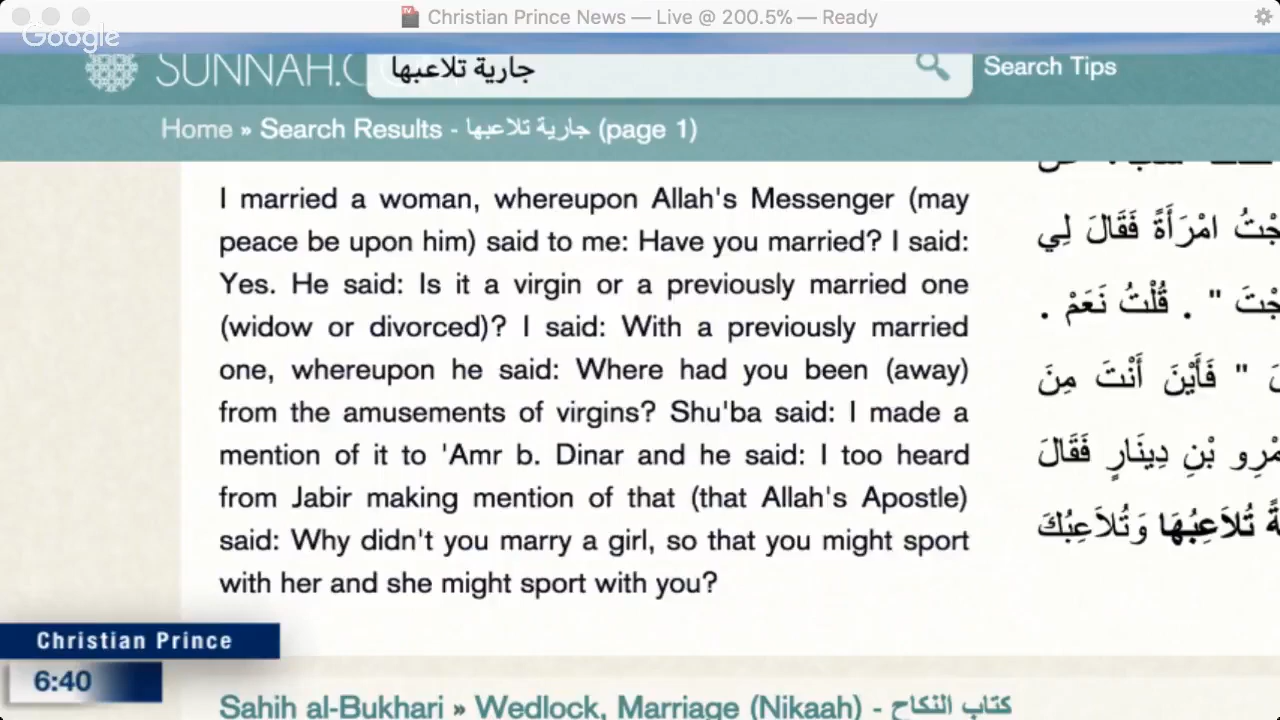 Christian Prince News — Live @ 200.5% — Ready
Google
SUNNAH.C
جارية تلاعبها
Search Tips
Home » Search Results - جارية تلاعبها (page 1)
I married a woman, whereupon Allah's Messenger (may
peace be upon him) said to me: Have you married? I said:
Yes. He said: Is it a virgin or a previously married one
(widow or divorced)? I said: With a previously married
one, whereupon he said: Where had you been (away)
from the amusements of virgins? Shu'ba said: I made a
mention of it to 'Amr b. Dinar and he said: I too heard
from Jabir making mention of that (that Allah's Apostle)
said: Why didn't you marry a girl, so that you might sport
with her and she might sport with you?
امْرَأَةً فَقَالَ لِي
" . قُلْتُ نَعَمْ .
" فَأَيْنَ أَنْتَ مِنَ
بْنِ دِينَارٍ فَقَالَ
تُلاَعِبُهَا وَتُلاَعِبُكَ
Christian Prince
6:40
Sahih al-Bukhari » Wedlock, Marriage (Nikaah) - كتاب النكاح